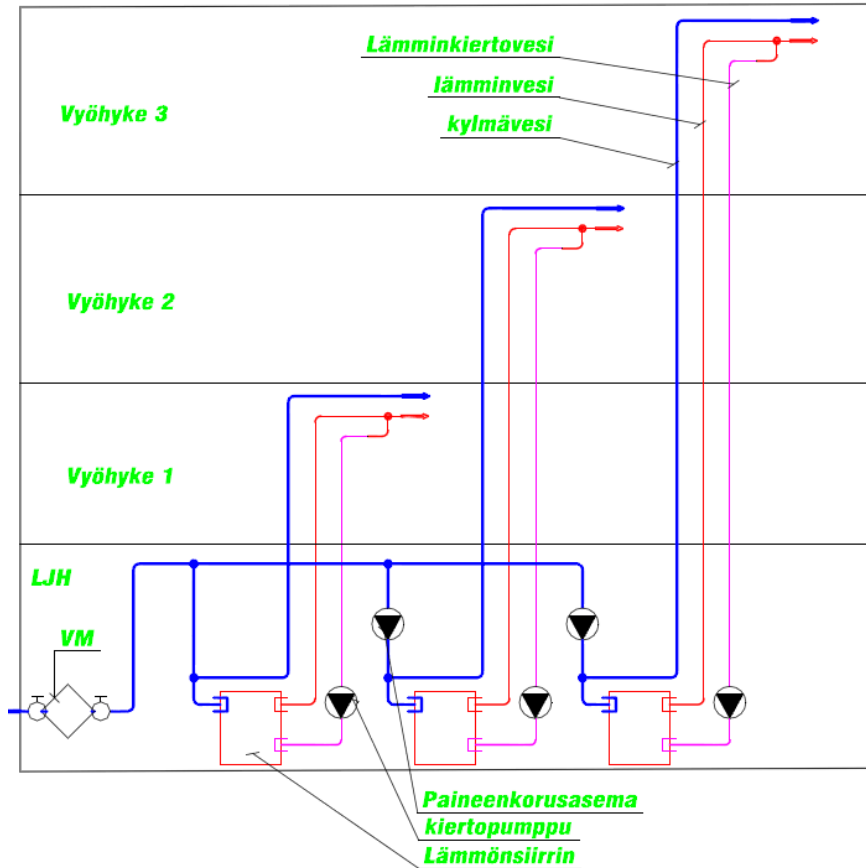 Lämminkiertovesi
lämminvesi
kylmävesi
Vyöhyke 3
Vyöhyke 2
Vyöhyke 1
LJH
VM
Paineenkorusasema
kiertopumppu
Lämmönsiirrin